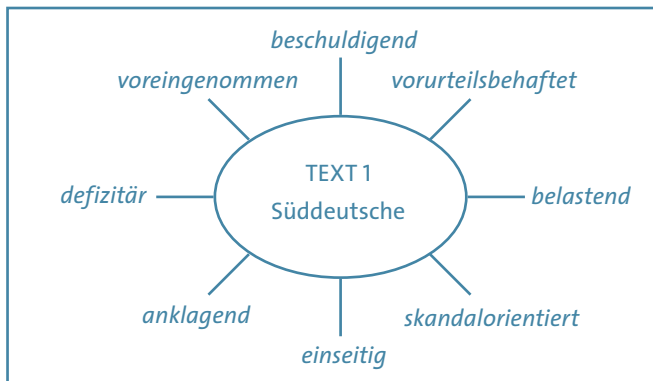 beschuldigend
voreingenommen
vorurteilsbehaftet
TEXT 1
Süddeutsche
defizitär
belastend
anklagend
skandalorientiert
einseitig